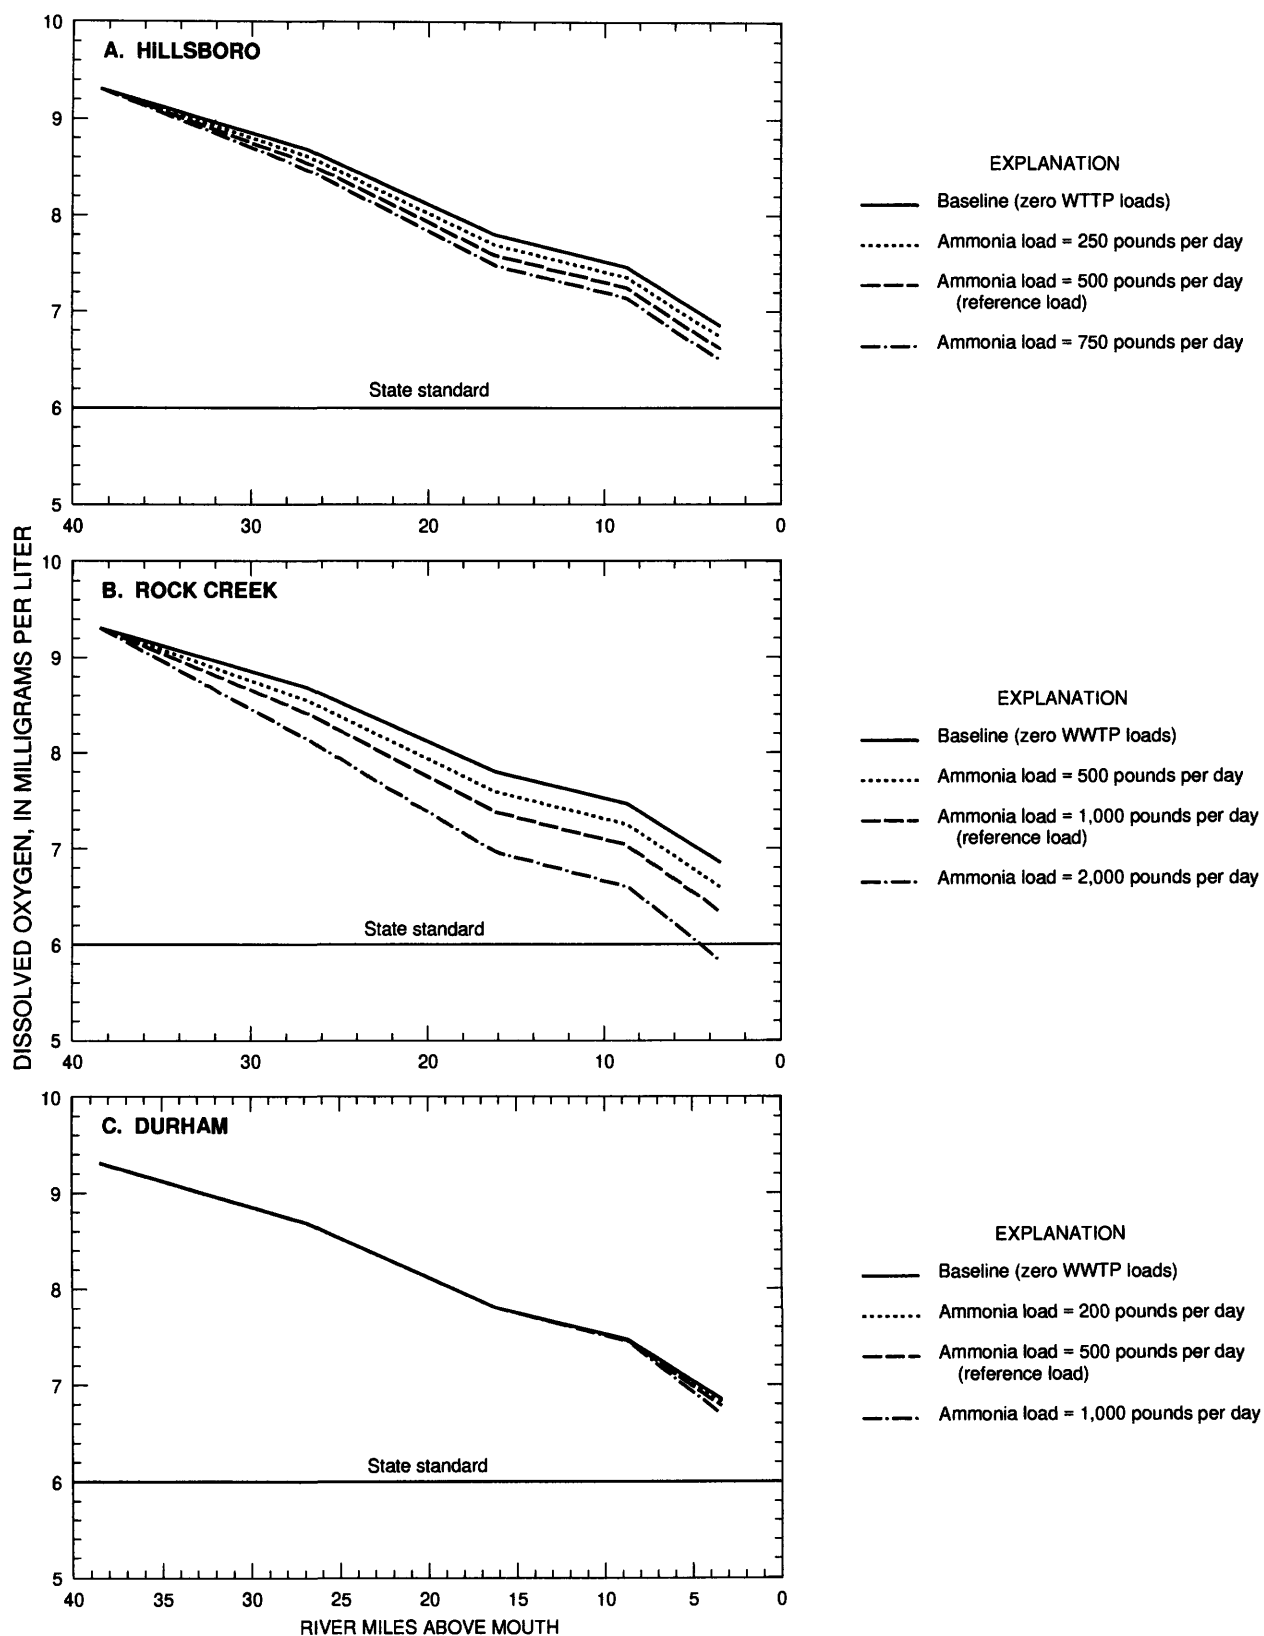 DISSOLVED OXYGEN, IN MILLIGRAMS PER LITER
A. HILLSBORO
10
9
8
7
6
5
State standard
40 30 20 10 0
EXPLANATION
Baseline (zero WTTP loads)
Ammonia load = 250 pounds per day
Ammonia load = 500 pounds per day
(reference load)
Ammonia load = 750 pounds per day
B. ROCK CREEK
10
9
8
7
6
5
State standard
40 30 20 10 0
EXPLANATION
Baseline (zero WWTP loads)
Ammonia load = 500 pounds per day
Ammonia load = 1,000 pounds per day
(reference load)
Ammonia load = 2,000 pounds per day
C. DURHAM
10
9
8
7
6
5
State standard
40 35 30 25 20 15 10 5 0
RIVER MILES ABOVE MOUTH
EXPLANATION
Baseline (zero WWTP loads)
Ammonia load = 200 pounds per day
Ammonia load = 500 pounds per day
(reference load)
Ammonia load = 1,000 pounds per day